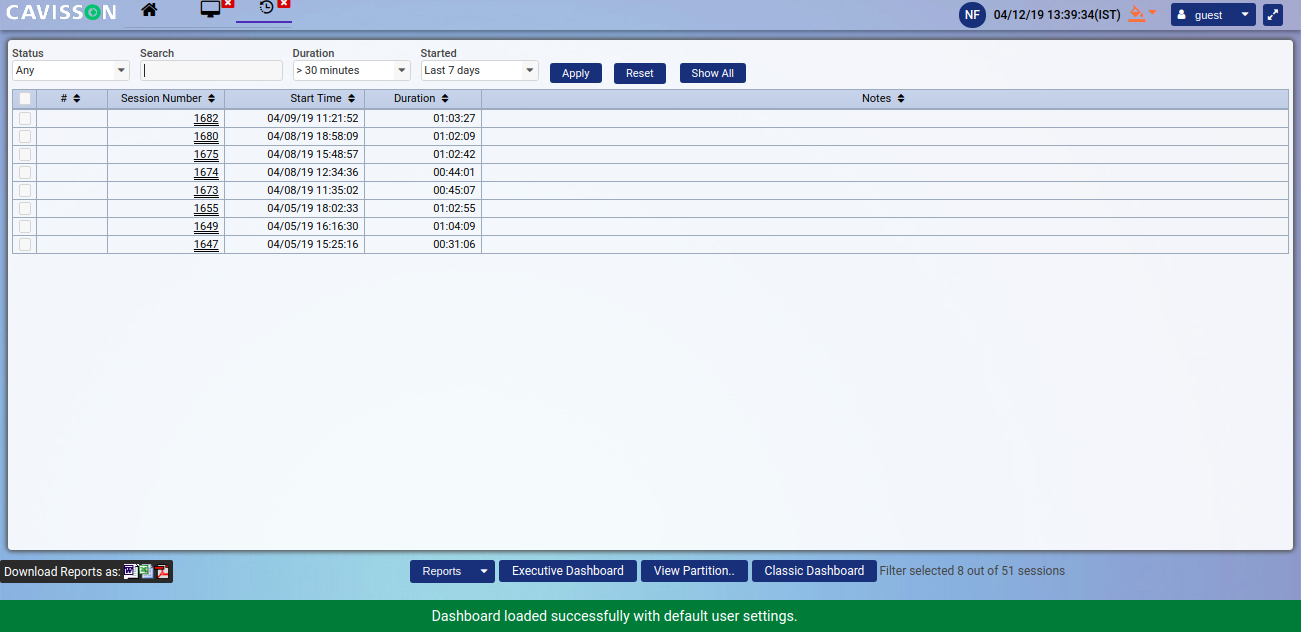 CAVISSON
NF 04/12/19 13:39:34(IST) guest
Status Search Duration Started
Any > 30 minutes Last 7 days Apply Reset Show All
# Session Number Start Time Duration Notes
1682 04/09/19 11:21:52 01:03:27
1680 04/08/19 18:58:09 01:02:09
1675 04/08/19 15:48:57 01:02:42
1674 04/08/19 12:34:36 00:44:01
1673 04/08/19 11:35:02 00:45:07
1655 04/05/19 18:02:33 01:02:55
1649 04/05/19 16:16:30 01:04:09
1647 04/05/19 15:25:16 00:31:06
Download Reports as: Reports Executive Dashboard View Partition.. Classic Dashboard Filter selected 8 out of 51 sessions
Dashboard loaded successfully with default user settings.